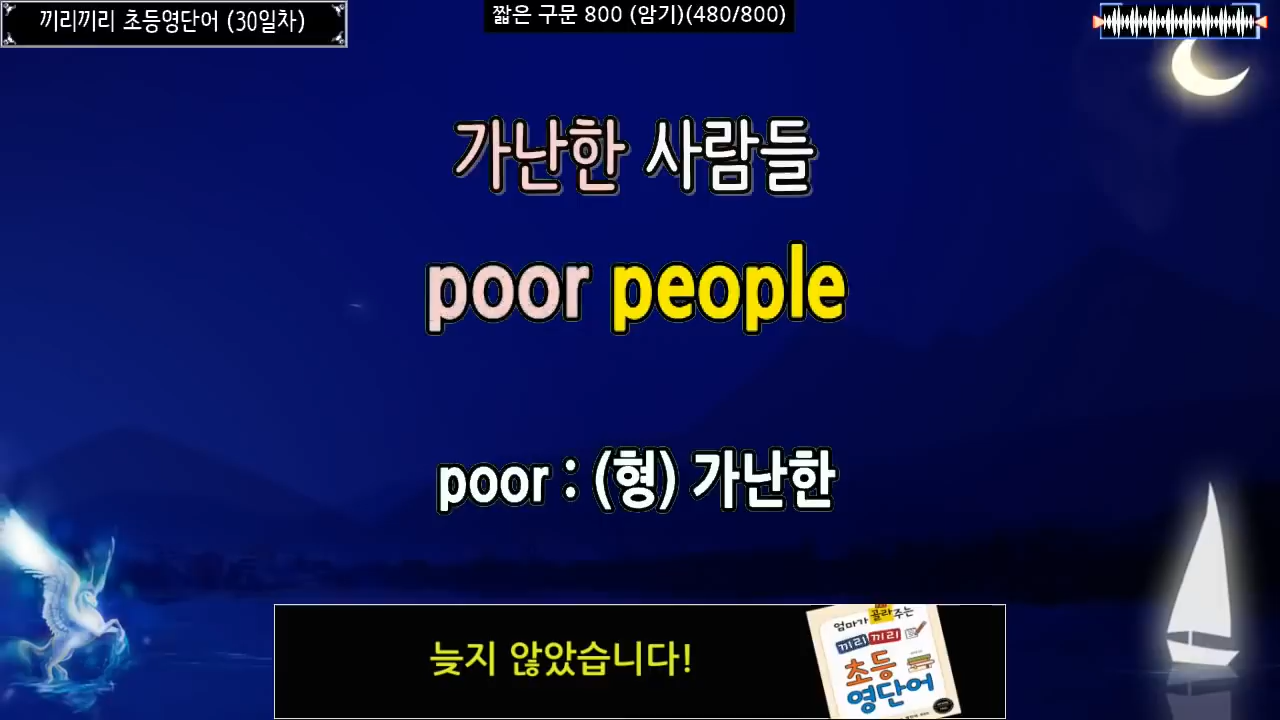 끼리끼리 초등영단어 (30일차)
짧은 구문 800 (암기)(480/800)
가난한 사람들
poor people
poor : (형) 가난한
늦지 않았습니다!
엄마가 골라주는
끼리끼리
초등
영단어